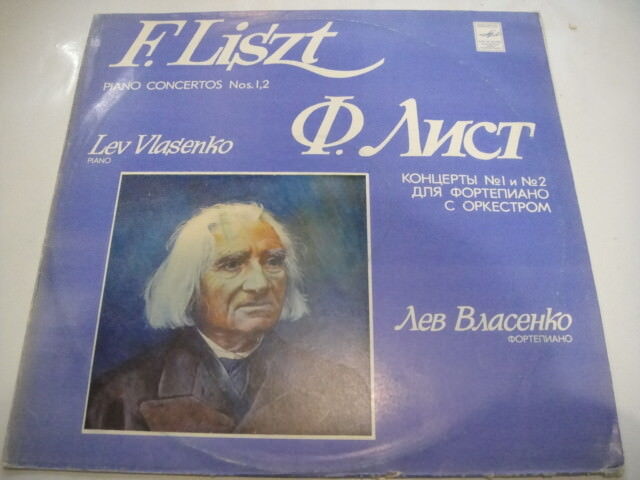 F. Liszt
PIANO CONCERTOS Nos. 1, 2
Ф. Лист
Lev Vlasenko
PIANO
КОНЦЕРТЫ №1 и №2
ДЛЯ ФОРТЕПИАНО
С ОРКЕСТРОМ
Лев Власенко
ФОРТЕПИАНО